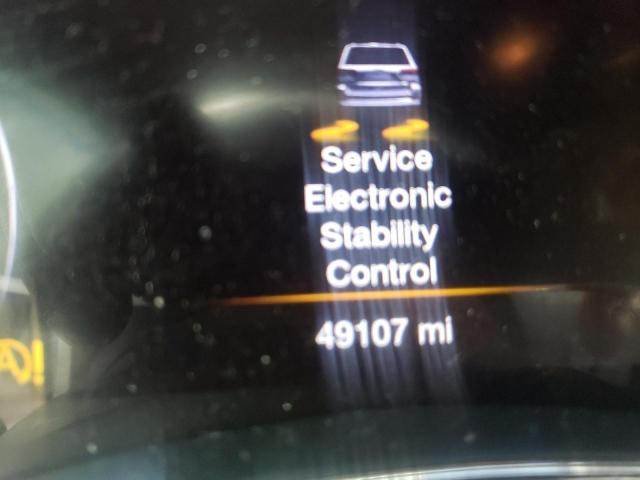 Service
Electronic
Stability
Control
49107 mi